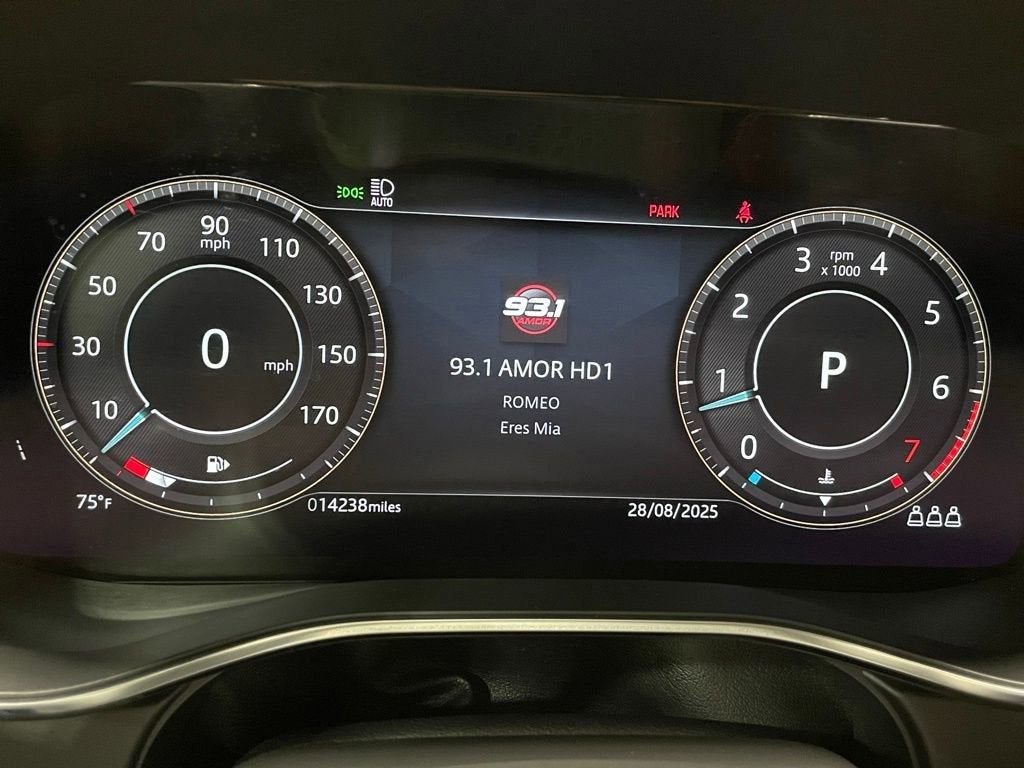 AUTO
PARK
10
30
50
70
90
mph
110
130
150
170
0
mph
93.1
AMOR
93.1 AMOR HD1
ROMEO
Eres Mia
0
1
2
3
rpm
x 1000
4
5
6
7
P
75°F
014238miles
28/08/2025